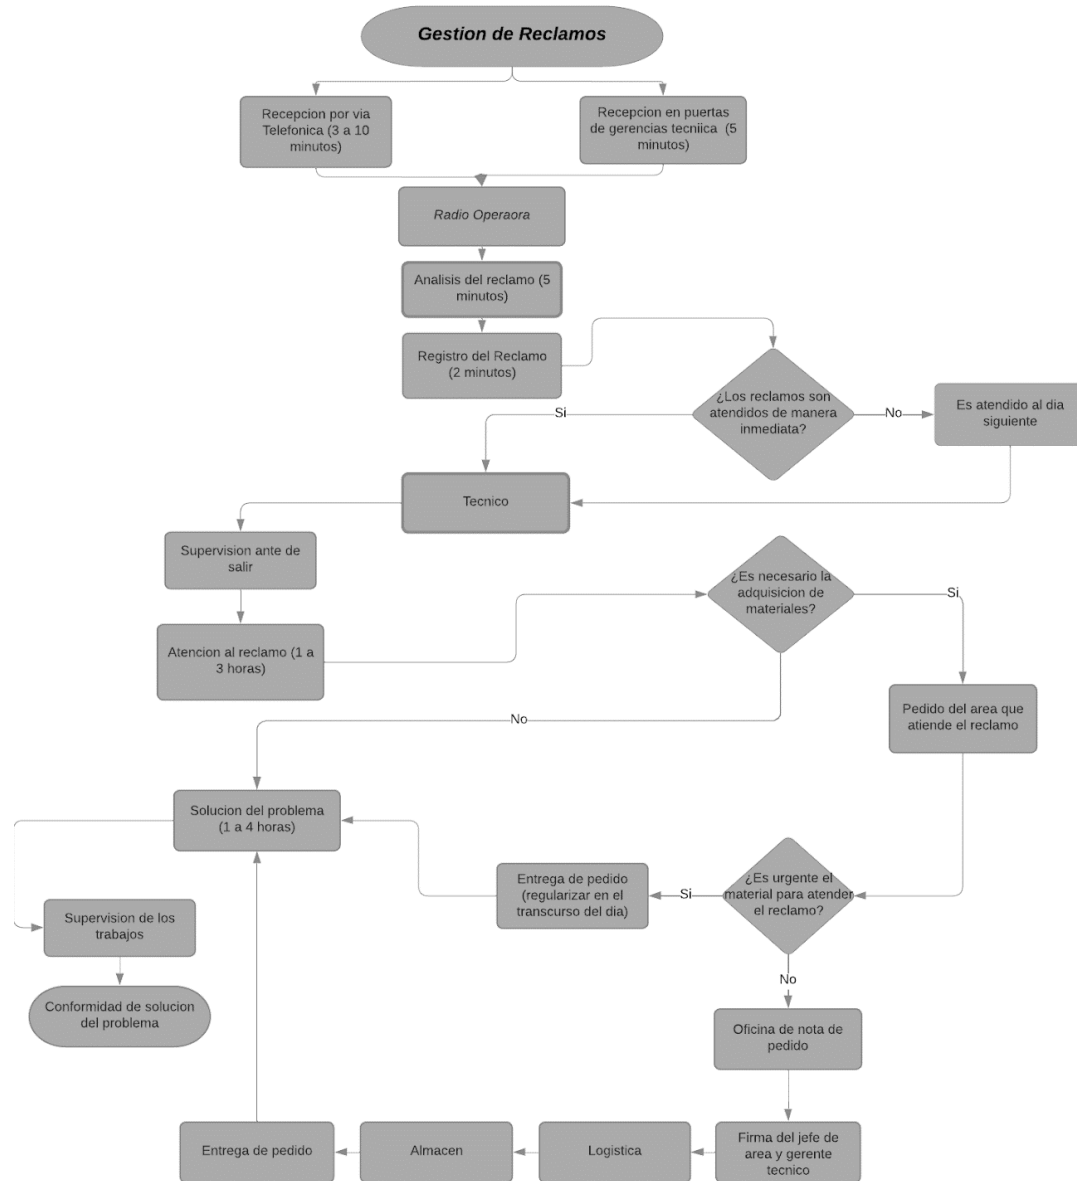 Gestion de Reclamos
Recepcion por via
Telefonica (3 a 10
minutos)
Recepcion en puertas
de gerencias tecniica (5
minutos)
Radio Operaora
Analisis del reclamo (5
minutos)
Registro del Reclamo
(2 minutos)
¿Los reclamos son
atendidos de manera
inmediata?
Si
No
Es atendido al dia
siguiente
Tecnico
Supervision ante de
salir
Atencion al reclamo (1 a
3 horas)
¿Es necesario la
adquisicion de
materiales?
Si
No
Pedido del area que
atiende el reclamo
Solucion del problema
(1 a 4 horas)
¿Es urgente el
material para atender
el reclamo?
Si
Entrega de pedido
(regularizar en el
transcurso del dia)
Supervision de los
trabajos
Conformidad de solucion
del problema
No
Oficina de nota de
pedido
Firma del jefe de
area y gerente
tecnico
Logistica
Almacen
Entrega de pedido